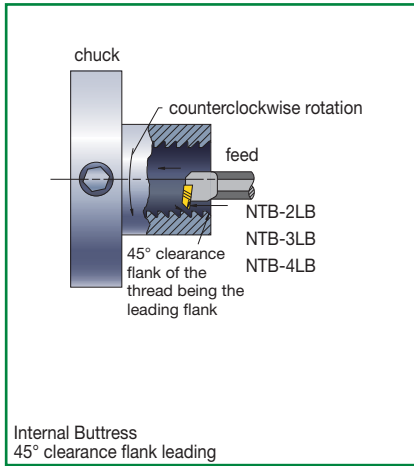 chuck
counterclockwise rotation
feed
NTB-2LB
NTB-3LB
NTB-4LB
45° clearance
flank of the
thread being the
leading flank
Internal Buttress
45° clearance flank leading